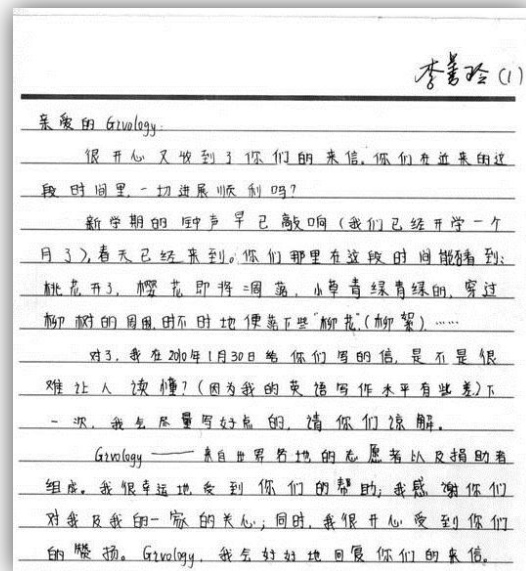 李善玲(1)
亲爱的Givology:
很开心又收到了你们的来信。你们在近来的这
段时间里,一切进展顺利吗?
新学期的钟声早已敲响(我们已经开学一个
月了),春天已经来到。你们那里在这段时间能看到:
桃花开了,樱花即将凋落,小草青绿青绿的,穿过
柳树的周围,时不时地便落下些“柳花”(柳絮)……
对了,我在2010年1月30日给你们写的信,是不是很
难让人读懂?(因为我的英语写作水平有些差)下
一次,我会尽量写好点的,请你们谅解。
Givology——来自世界各地的志愿者以及捐助者
组成。我很幸运地受到你们的帮助;我感谢你们
对我及我的一家的关心;同时,我很开心受到你们
的赞扬。Givology,我会好好地回复你们的来信。